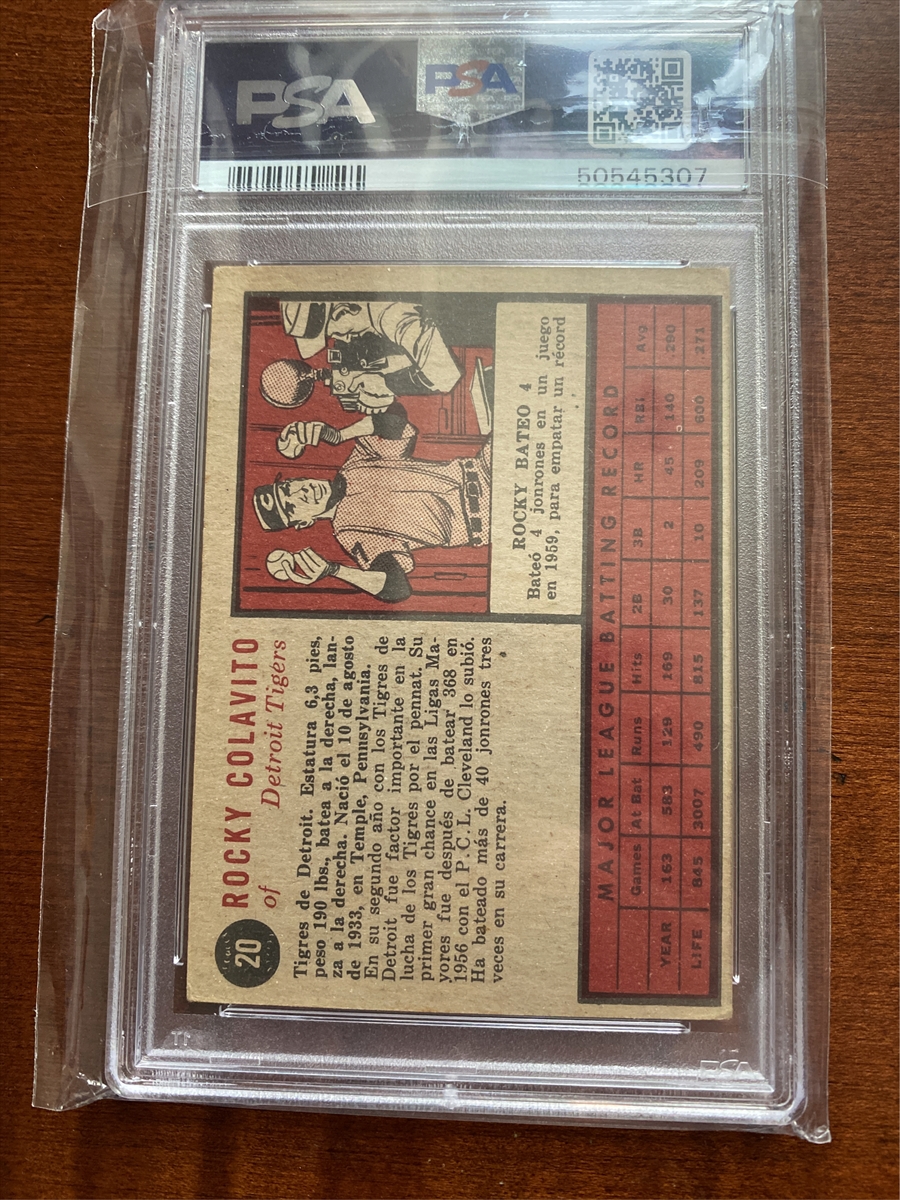 PSA
PSA
50545307
20
ROCKY COLAVITO
of Detroit Tigers
Tigres de Detroit. Estatura 6,3 pies,
peso 190 lbs., batea a la derecha, lan-
za a la derecha. Nació el 10 de agosto
de 1933, en Temple, Pennsylvania.
En su segundo año con los Tigres de
Detroit fue factor importante en la
lucha de los Tigres por el pennat. Su
primer gran chance en las Ligas Ma-
yores fue después de batear 368 en
1956 con el P.C.L. Cleveland lo subió.
Ha bateado más de 40 jonrones tres
veces en su carrera.
C
7
ROCKY BATEO 4
Bateó 4 jonrones en un juego
en 1959, para empatar un récord
MAJOR LEAGUE BATTING RECORD
Games At Bat Runs Hits 2B 3B HR RBI Avg
YEAR 163 583 129 169 30 2 45 140 290
LIFE 845 3007 490 815 137 10 209 600 271
PSA